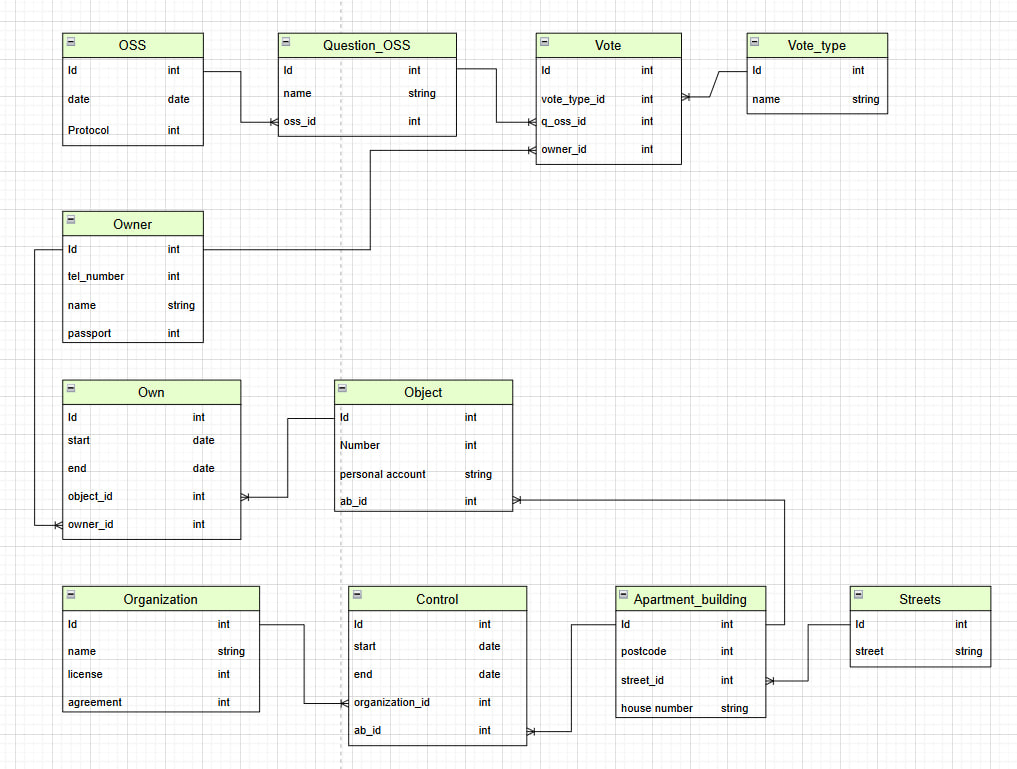 OSS
Id int
date date
Protocol int
Question_OSS
Id int
name string
oss_id int
Vote
Id int
vote_type_id int
q_oss_id int
owner_id int
Vote_type
Id int
name string
Owner
Id int
tel_number int
name string
passport int
Own
Id int
start date
end date
object_id int
owner_id int
Object
Id int
Number int
personal account string
ab_id int
Organization
Id int
name string
license int
agreement int
Control
Id int
start date
end date
organization_id int
ab_id int
Apartment_building
Id int
postcode int
street_id int
house number string
Streets
Id int
street string